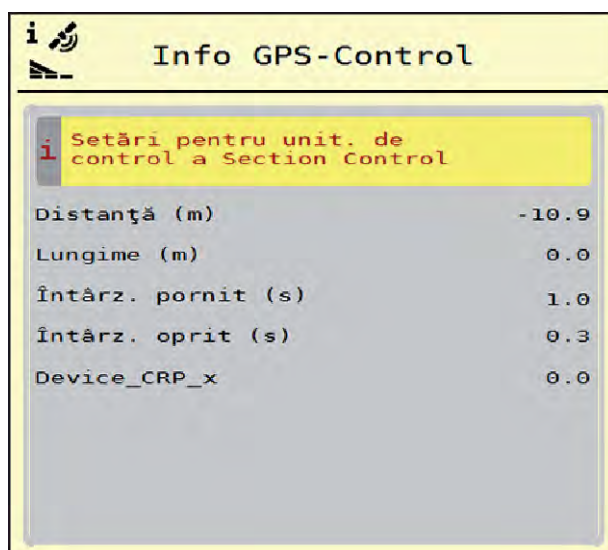 i
Info GPS-Control
i
Setări pentru unit. de
control a Section Control
Distanţă (m) -10.9
Lungime (m) 0.0
Întârz. pornit (s) 1.0
Întârz. oprit (s) 0.3
Device_CRP_x 0.0